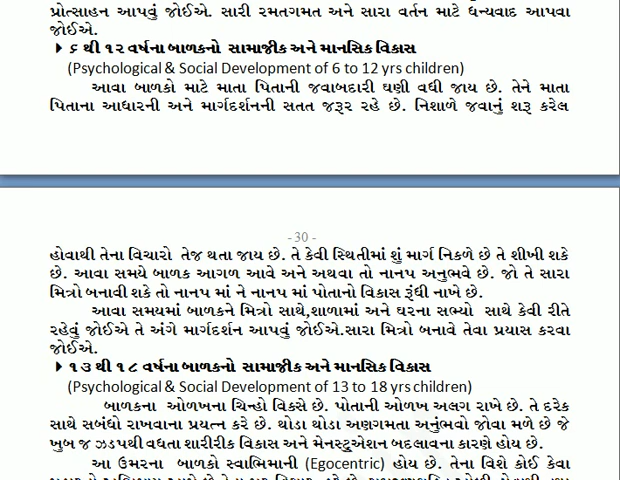 પ્રોત્સાહન આપવું જોઈએ. સારી રમતગમત અને સારા વર્તન માટે ધન્યવાદ આપવા
જોઈએ.
૬ થી ૧૨ વર્ષના બાળકનો સામાજીક અને માનસિક વિકાસ
(Psychological & Social Development of 6 to 12 yrs children)
આવા બાળકો માટે માતા પિતાની જવાબદારી ઘણી વધી જાય છે. તેને માતા
પિતાના આધારની અને માર્ગદર્શનની સતત જરૂર રહે છે. નિશાળે જવાનું શરૂ કરેલ
- 30 -
હોવાથી તેના વિચારો તેજ થતા જાય છે. તે કેવી સ્થિતીમાં શું માર્ગ નિકળે છે તે શીખી શકે
છે. આવા સમયે બાળક આગળ આવે અને અથવા તો નાનપ અનુભવે છે. જો તે સારા
મિત્રો બનાવી શકે તો નાનપ માં ને નાનપ માં પોતાનો વિકાસ રૂંધી નાખે છે.
આવા સમયમાં બાળકને મિત્રો સાથે,શાળામાં અને ઘરના સભ્યો સાથે કેવી રીતે
રહેવું જોઈએ તે અંગે માર્ગદર્શન આપવું જોઈએ.સારા મિત્રો બનાવે તેવા પ્રયાસ કરવા
જોઈએ.
૧૩ થી ૧૮ વર્ષના બાળકનો સામાજીક અને માનસિક વિકાસ
(Psychological & Social Development of 13 to 18 yrs children)
બાળકના ઓળખના ચિન્હો વિકસે છે. પોતાની ઓળખ અલગ રાખે છે. તે દરેક
સાથે સબંધો રાખવાના પ્રયત્ન કરે છે. થોડા થોડા અણગમતા અનુંભવો જોવા મળે છે જે
ખુબ જ ઝડપથી વધતા શારીરીક વિકાસ અને મેનસ્ટ્રુએશન બદલાવના કારણે હોય છે.
આ ઉમરના બાળકો સ્વાભિમાની (Egocentric) હોય છે. તેના વિશે કોઈ કેવા